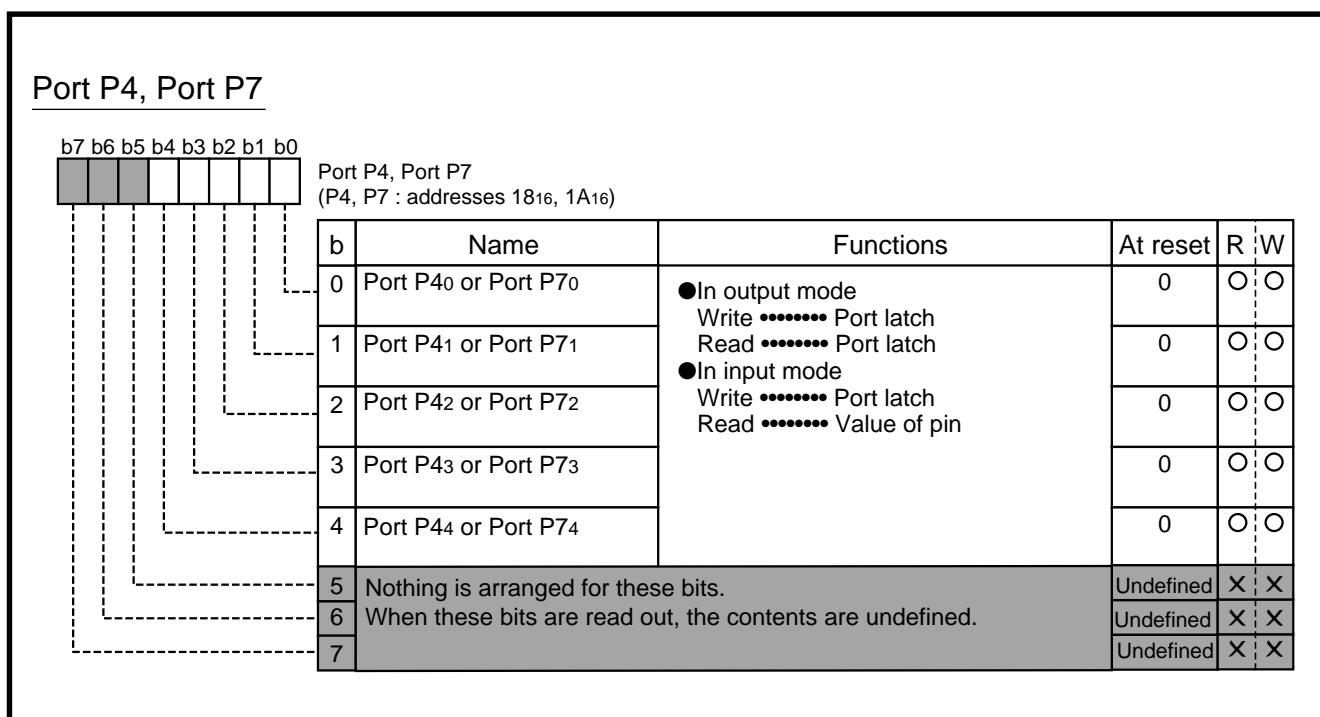 Port P4, Port P7
b7 b6 b5 b4 b3 b2 b1 b0
Port P4, Port P7
(P4, P7 : addresses 18₁₆, 1A₁₆)
b Name Functions At reset R W
0 Port P4₀ or Port P7₀ 0 ○ ○
●In output mode
Write •••••••• Port latch
1 Port P4₁ or Port P7₁ Read •••••••• Port latch 0 ○ ○
●In input mode
2 Port P4₂ or Port P7₂ Write •••••••• Port latch 0 ○ ○
Read •••••••• Value of pin
3 Port P4₃ or Port P7₃ 0 ○ ○
4 Port P4₄ or Port P7₄ 0 ○ ○
5 Nothing is arranged for these bits. Undefined × ×
6 When these bits are read out, the contents are undefined. Undefined × ×
7 Undefined × ×